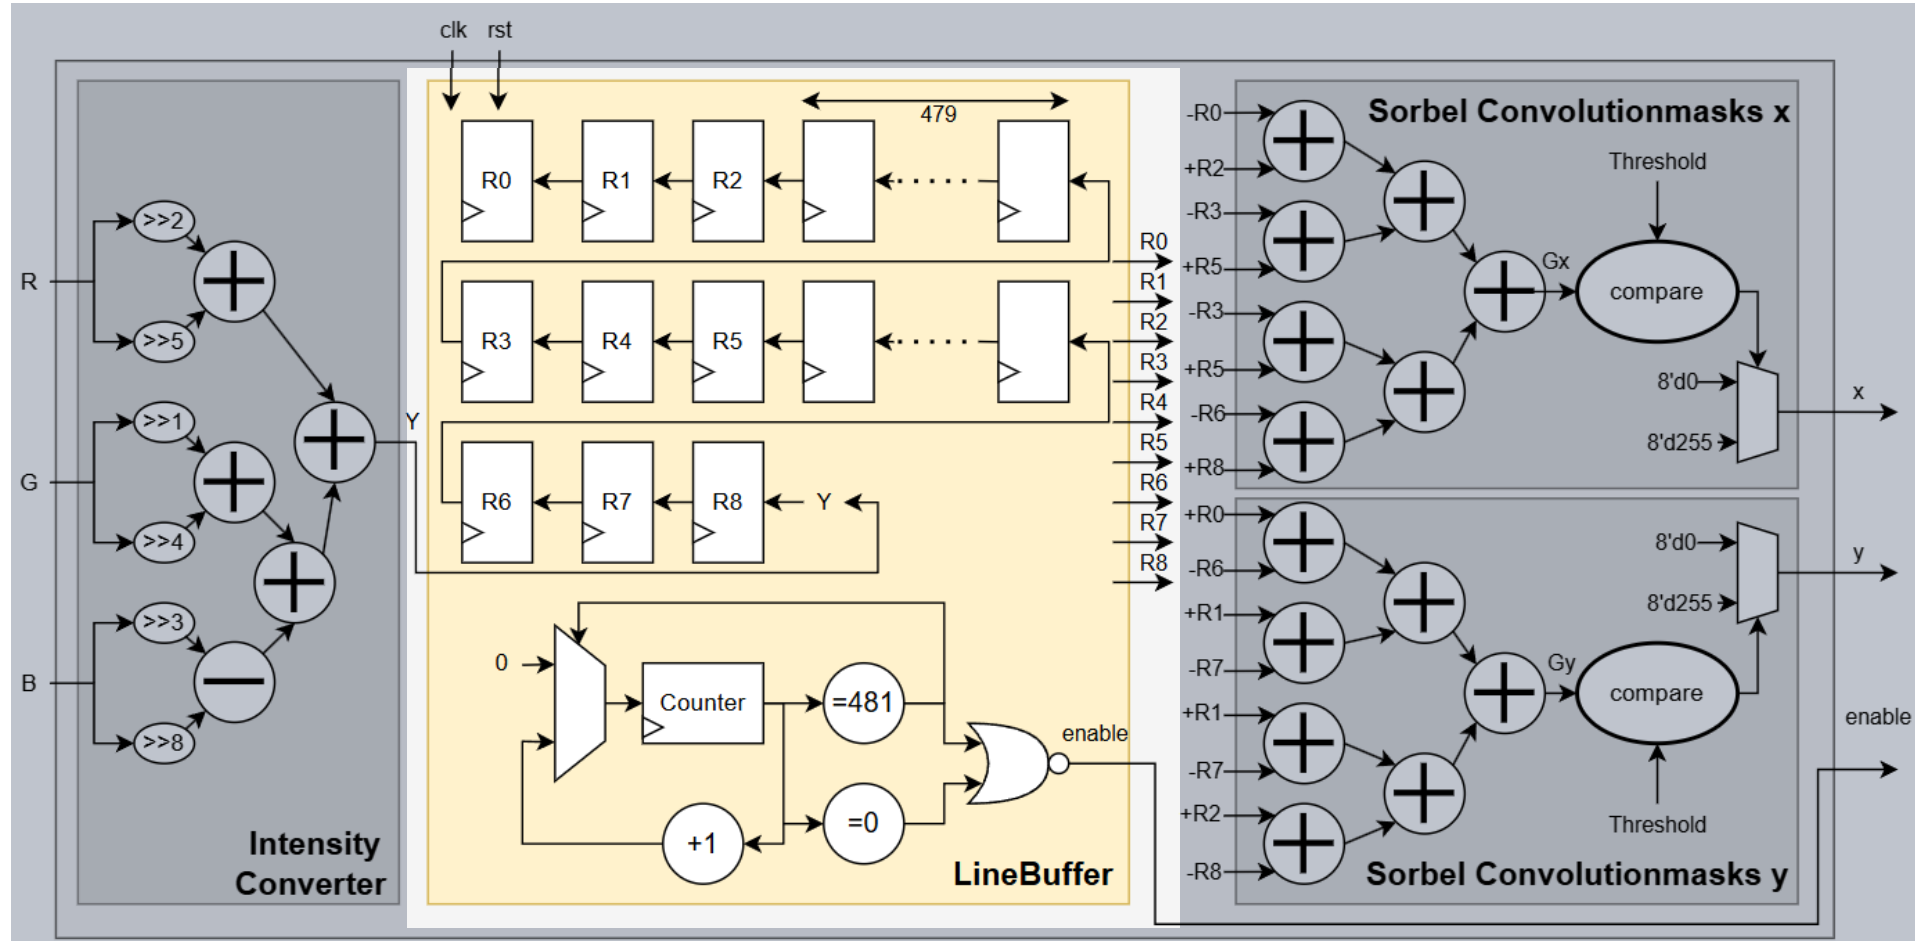 clk
rst
R
>>2
>>5
G
>>1
>>4
B
>>3
>>8
Intensity
Converter
Y
479
R0
R1
R2
R3
R4
R5
R6
R7
R8
Y
0
Counter
=481
=0
+1
enable
LineBuffer
R0
R1
R2
R3
R4
R5
R6
R7
R8
Sorbel Convolutionmasks x
-R0
+R2
-R3
+R5
-R3
+R5
-R6
+R8
Gx
Threshold
compare
8'd0
8'd255
x
+R0
-R6
+R1
-R7
+R1
-R7
+R2
-R8
Gy
8'd0
8'd255
compare
Threshold
y
enable
Sorbel Convolutionmasks y